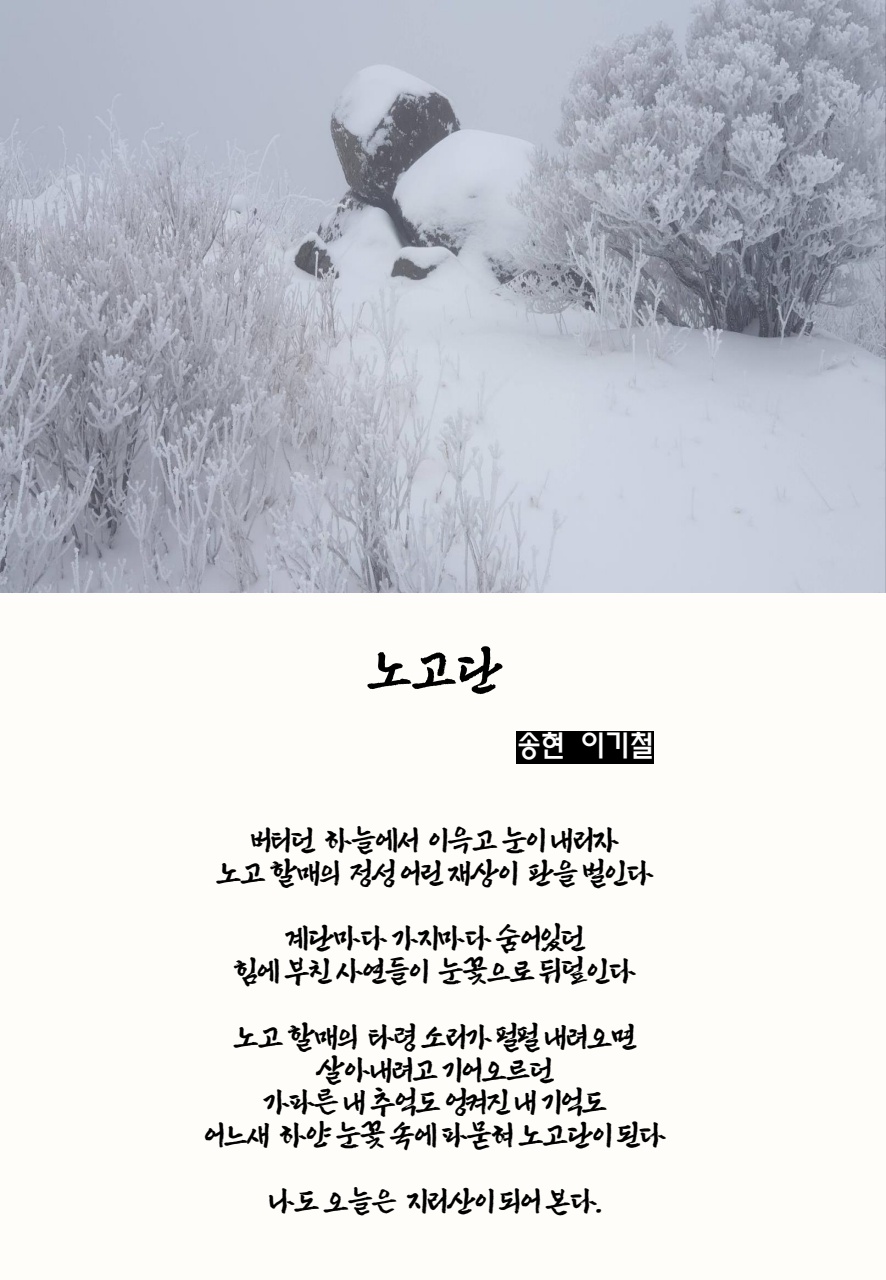 노고단
송현 이기철
버티던 하늘에서 이윽고 눈이 내리자
노고 할매의 정성 어린 재상이 판을 벌인다
계단마다 가지마다 숨어있던
힘에 부친 사연들이 눈꽃으로 뒤덮인다
노고 할매의 타령 소리가 펄펄 내려오면
살아내려고 기어오르던
가파른 내 추억도 엉켜진 내 기억도
어느새 하얀 눈꽃 속에 파묻혀 노고단이 된다
나도 오늘은 지리산이 되어 본다.